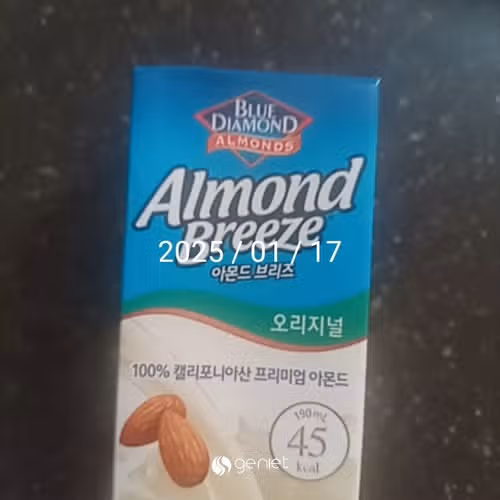 BLUE
DIAMOND
ALMONDS
Almond
Breeze
2025/01/17
아몬드 브리즈
오리지널
100% 캘리포니아산 프리미엄 아몬드
190mL
45
kcal
geniet